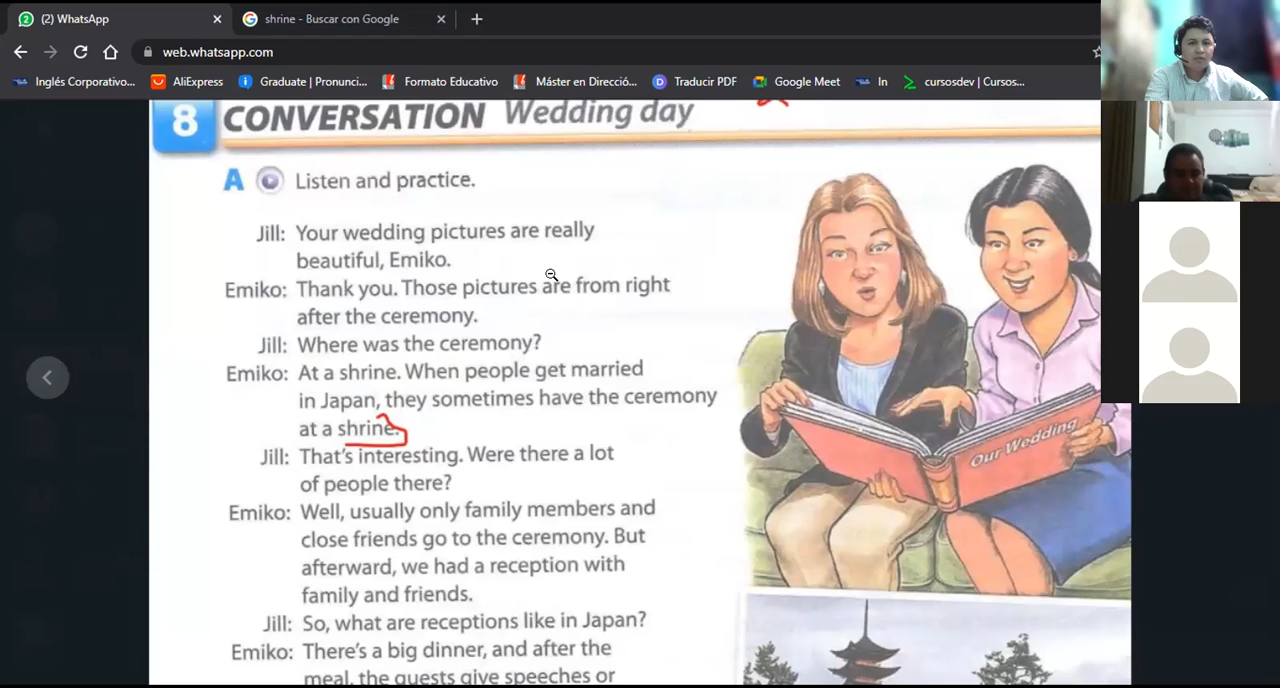 (2) WhatsApp
shrine - Buscar con Google
web.whatsapp.com
Inglés Corporativo... AliExpress Graduate | Pronunci... Formato Educativo Máster en Direcció... Traducir PDF Google Meet In cursosdev | Cursos...
8 CONVERSATION Wedding day
A Listen and practice.
Jill: Your wedding pictures are really
beautiful, Emiko.
Emiko: Thank you. Those pictures are from right
after the ceremony.
Jill: Where was the ceremony?
Emiko: At a shrine. When people get married
in Japan, they sometimes have the ceremony
at a shrine.
Jill: That's interesting. Were there a lot
of people there?
Emiko: Well, usually only family members and
close friends go to the ceremony. But
afterward, we had a reception with
family and friends.
Jill: So, what are receptions like in Japan?
Emiko: There's a big dinner, and after the
meal, the guests give speeches or
Our Wedding